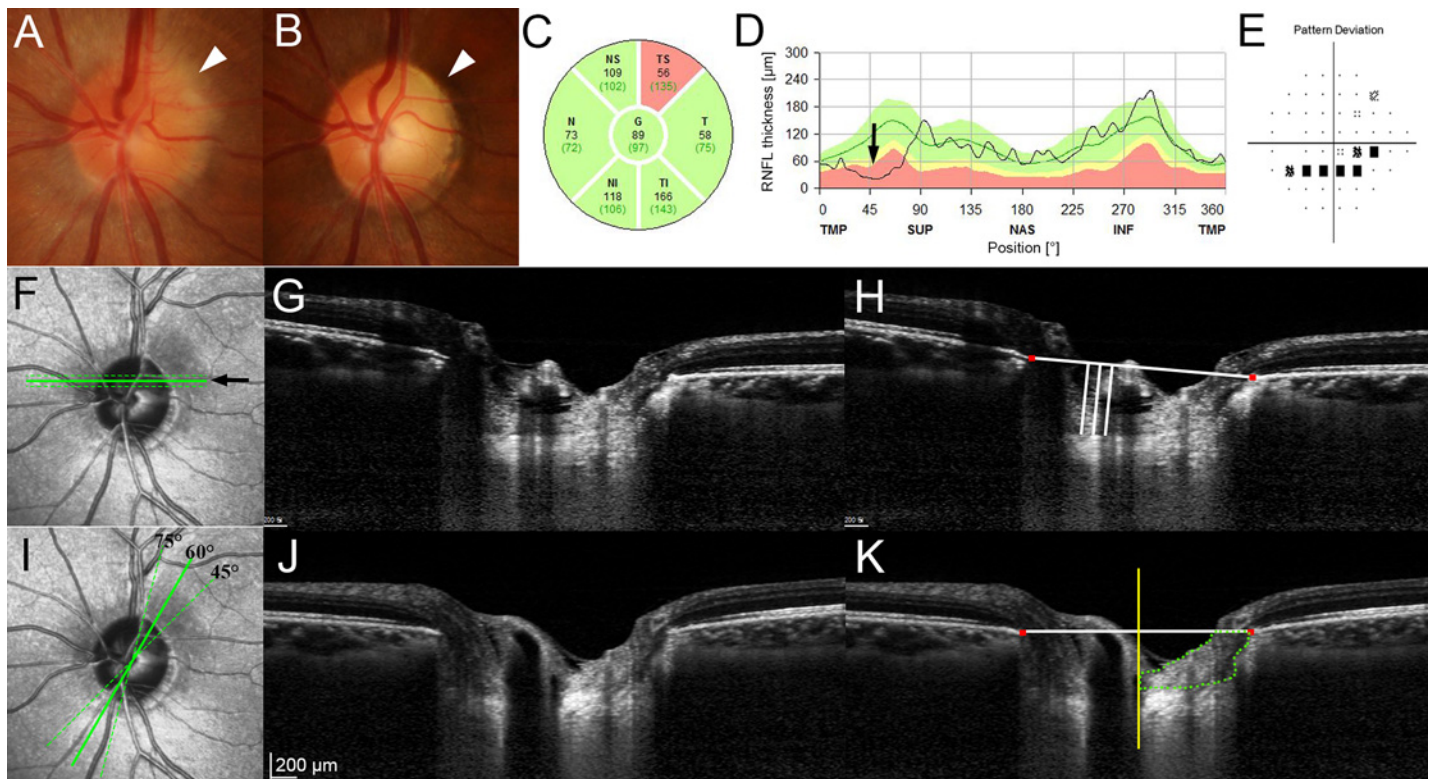 A
B
C
NS
109
(102)
TS
56
(135)
N
73
(72)
G
89
(97)
T
58
(75)
NI
118
(106)
TI
166
(143)
D
RNFL thickness [µm]
300
240
180
120
60
0
0 45 90 135 180 225 270 315 360
TMP SUP NAS INF TMP
Position [°]
E
Pattern Deviation
F
G
H
I
75°
60°
45°
J
200 µm
K